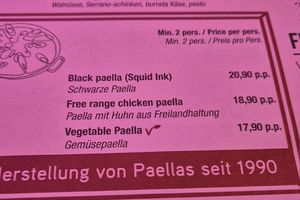 Walnüsse, Serrano-schinken, burrata Käse, pesto
Min. 2 pers. / Price per pers.
Min. 2 pers. / Preis pro Pers.
Black paella (Squid Ink) 20,90 p.p.
Schwarze Paella
Free range chicken paella 18,90 p.p.
Paella mit Huhn aus Freilandhaltung
Vegetable Paella 17,90 p.p.
Gemüsepaella
Herstellung von Paellas seit 1990